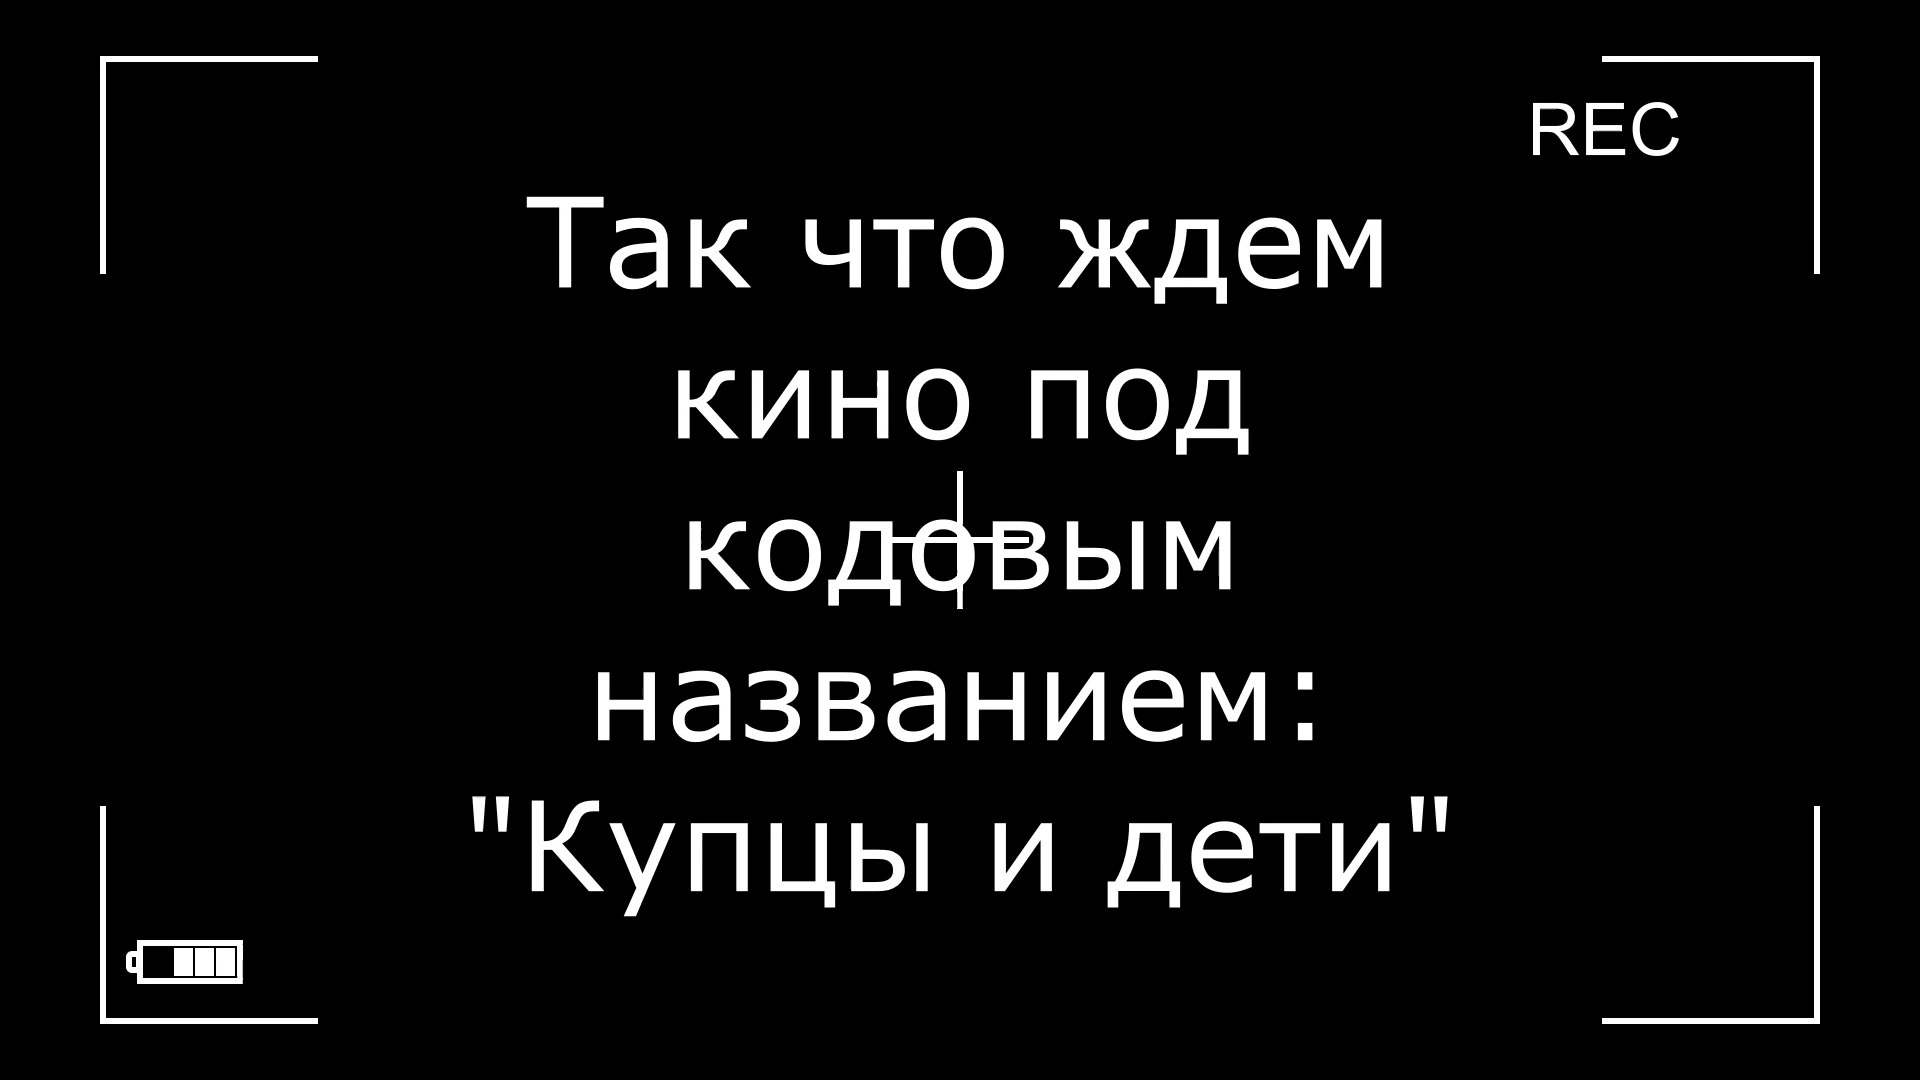 REC
Так что ждем
кино под
кодовым
названием:
"Купцы и дети"